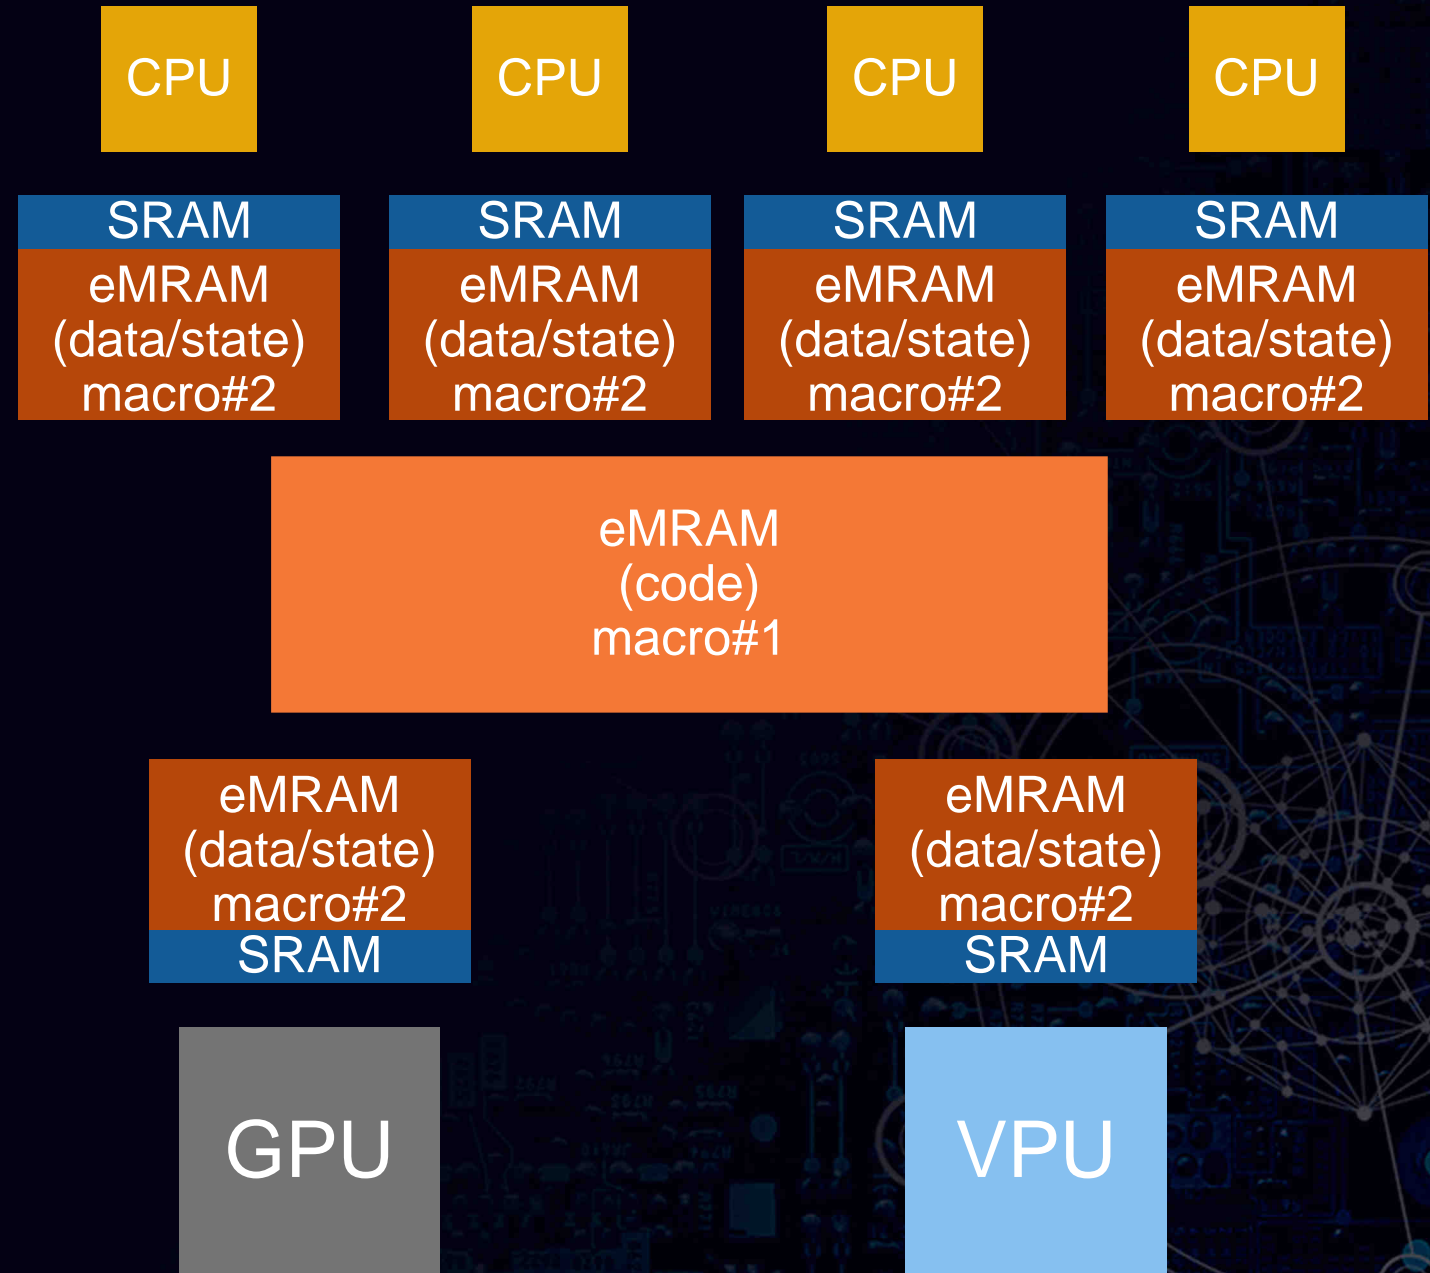 CPU CPU CPU CPU
SRAM SRAM SRAM SRAM
eMRAM eMRAM eMRAM eMRAM
(data/state) (data/state) (data/state) (data/state)
macro#2 macro#2 macro#2 macro#2
eMRAM
(code)
macro#1
eMRAM eMRAM
(data/state) (data/state)
macro#2 macro#2
SRAM SRAM
GPU VPU